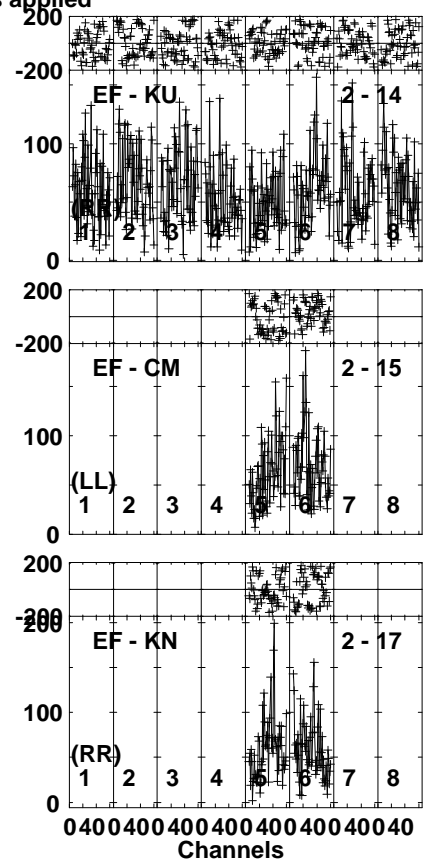 s applied
200
-200
EF - KU 2 - 14
100
(RR)
1 2 3 4 5 6 7 8
0
200
-200
EF - CM 2 - 15
100
(LL)
1 2 3 4 5 6 7 8
0
200
-200
200
EF - KN 2 - 17
100
(RR)
1 2 3 4 5 6 7 8
0
0 40 0 40 0 40 0 40 0 40 0 40 0 40 0 40
Channels